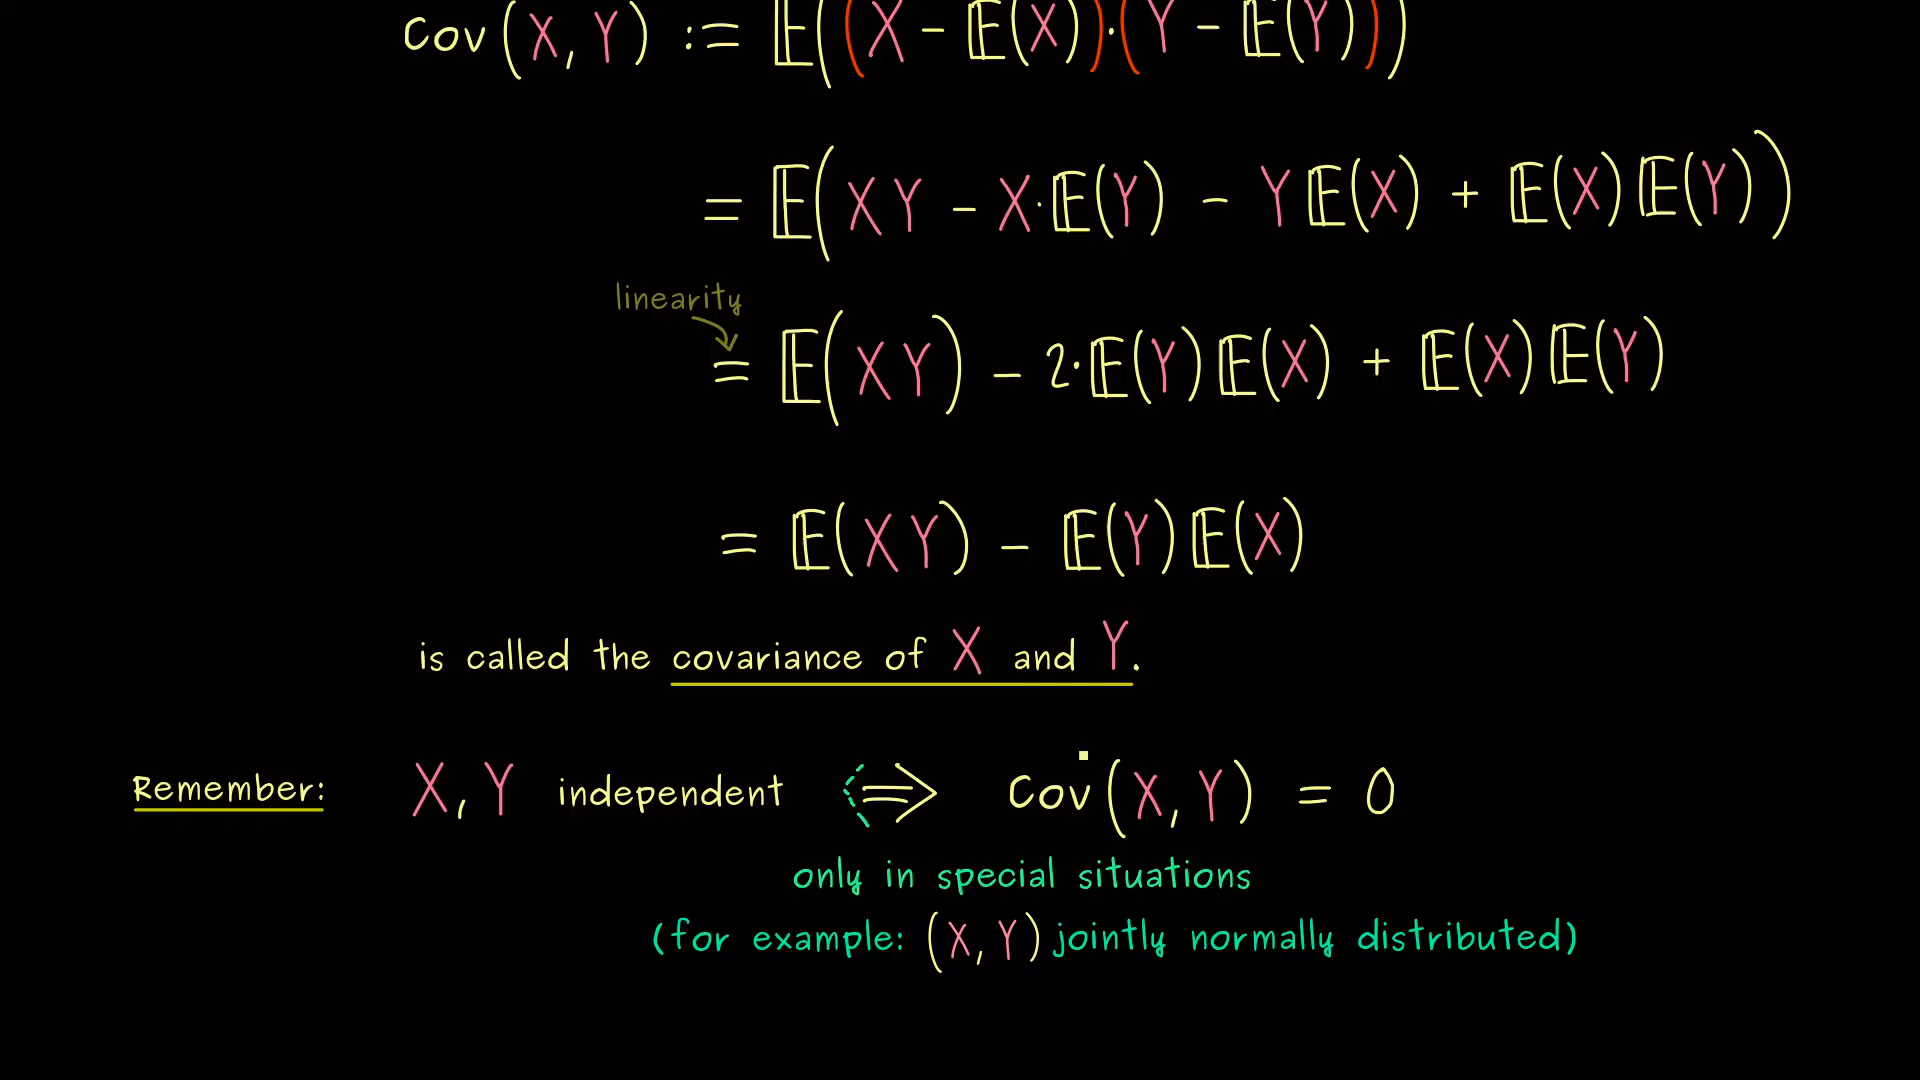 Cov(X, Y) := 𝔼((X − 𝔼(X))·(Y − 𝔼(Y)))
= 𝔼(XY − X·𝔼(Y) − Y𝔼(X) + 𝔼(X)𝔼(Y))
linearity
= 𝔼(XY) − 2·𝔼(Y)𝔼(X) + 𝔼(X)𝔼(Y)
= 𝔼(XY) − 𝔼(Y)𝔼(X)
is called the covariance of X and Y.
Remember: X, Y independent ⇔ Cov(X, Y) = 0
only in special situations
(for example: (X, Y) jointly normally distributed)